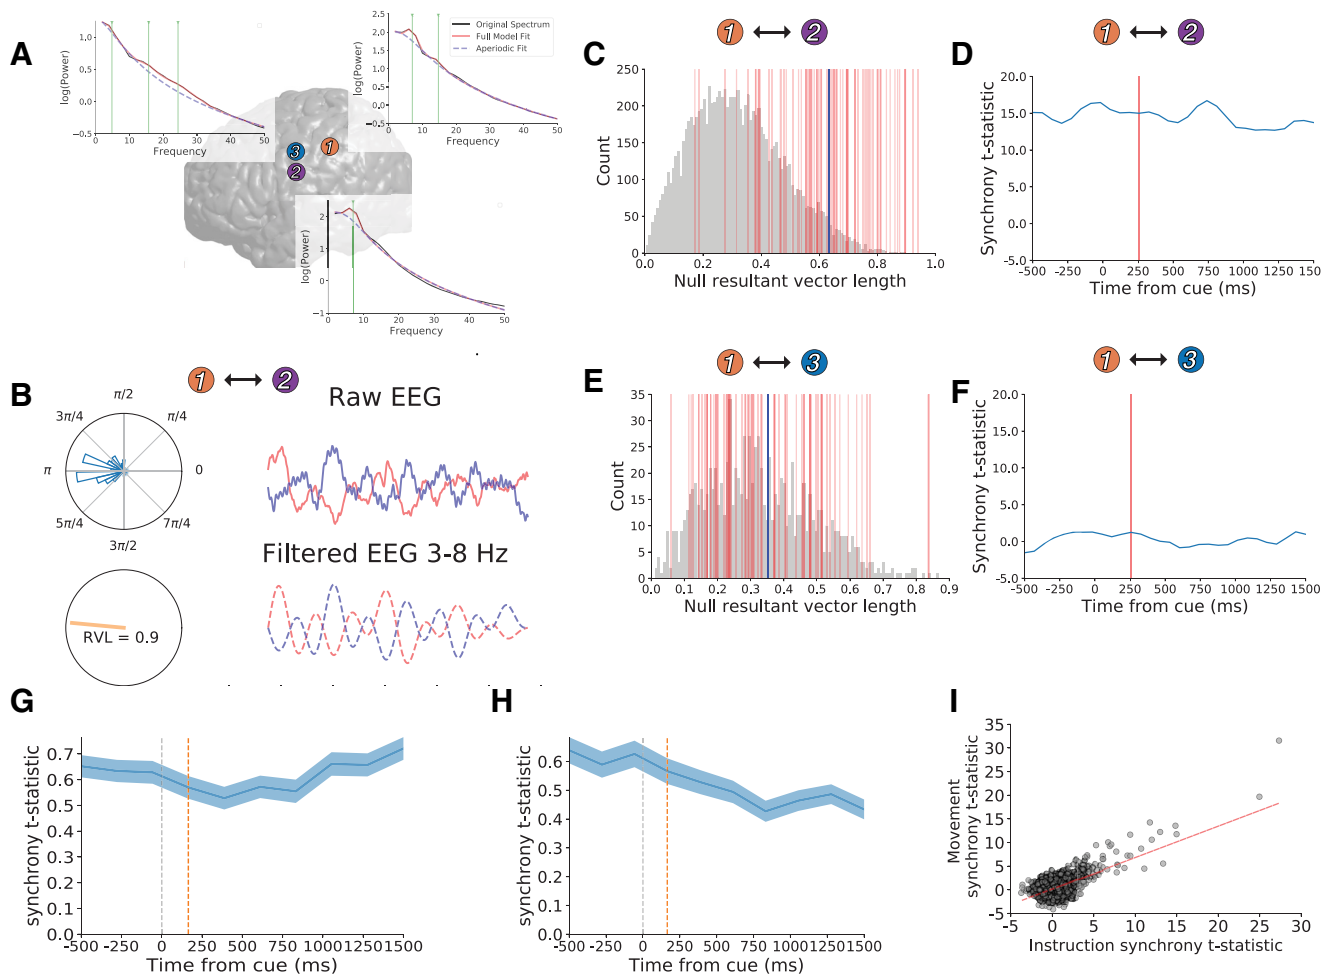 A
log(Power)
1.0
0.5
0.0
−0.5
0 10 20 30 40 50
Frequency
log(Power)
2.5
2.0
1.5
1.0
0.5
0.0
−0.5
0 10 20 30 40 50
Frequency
Original Spectrum
Full Model Fit
Aperiodic Fit
3
1
2
log(Power)
2
1
0
−1
0 10 20 30 40 50
Frequency
B
1 2
π/2
3π/4 π/4
π 0
5π/4 7π/4
3π/2
RVL = 0.9
Raw EEG
Filtered EEG 3-8 Hz
C
1 2
Count
250
200
150
100
50
0
0.0 0.2 0.4 0.6 0.8 1.0
Null resultant vector length
D
1 2
Synchrony t-statistic
20.0
15.0
10.0
5.0
0.0
-5.0
-500 -250 0 250 500 750 1000 1250 150
Time from cue (ms)
E
1 3
Count
35
30
25
20
15
10
5
0
0.0 0.1 0.2 0.3 0.4 0.5 0.6 0.7 0.8 0.9
Null resultant vector length
F
1 3
Synchrony t-statistic
20.0
15.0
10.0
5.0
0.0
-5.0
-500 -250 0 250 500 750 1000 1250 1500
Time from cue (ms)
G
synchrony t-statistic
0.7
0.6
0.5
0.4
0.3
0.2
0.1
0.0
-500 -250 0 250 500 750 1000 1250 1500
Time from cue (ms)
H
synchrony t-statistic
0.6
0.5
0.4
0.3
0.2
0.1
0.0
-500 -250 0 250 500 750 1000 1250 1500
Time from cue (ms)
I
Movement
synchrony t-statistic
35
30
25
20
15
10
5
0
-5
-5 0 5 10 15 20 25 30
Instruction synchrony t-statistic